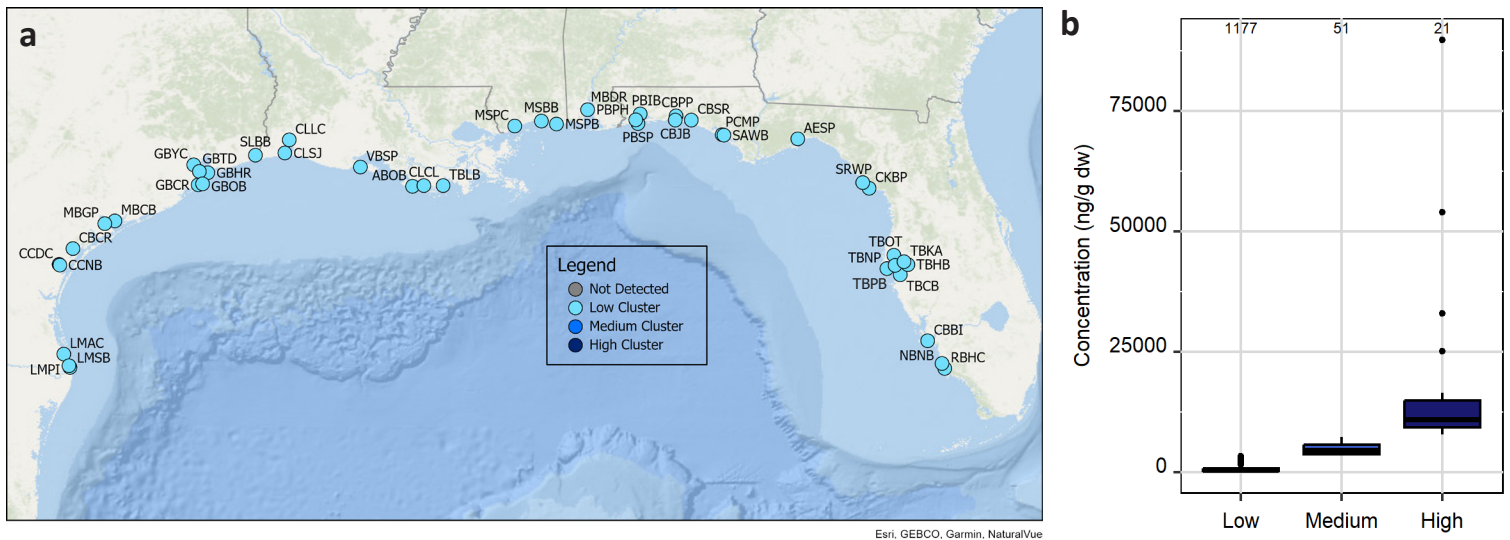 a
MBDR
MSBB
PBIB CBPP
MSPC
PBPH
CBSR
MSPB
PCMP
AESP
PBSP
CBJB
SAWB
CLLC
SLBB
CLSJ
GBYC
GBTD
VBSP
GBHR
ABOB
CLCL
TBLB
SRWP
CKBP
GBCR
GBOB
MBGP
MBCB
CBCR
TBOT
TBKA
CCDC
CCNB
TBNP
TBHB
TBPB
TBCB
Legend
Not Detected
Low Cluster
Medium Cluster
High Cluster
CBBI
LMAC
LMSB
LMPI
NBNB
RBHC
Esri, GEBCO, Garmin, NaturalVue
b
1177 51 21
Concentration (ng/g dw)
75000
50000
25000
0
Low Medium High